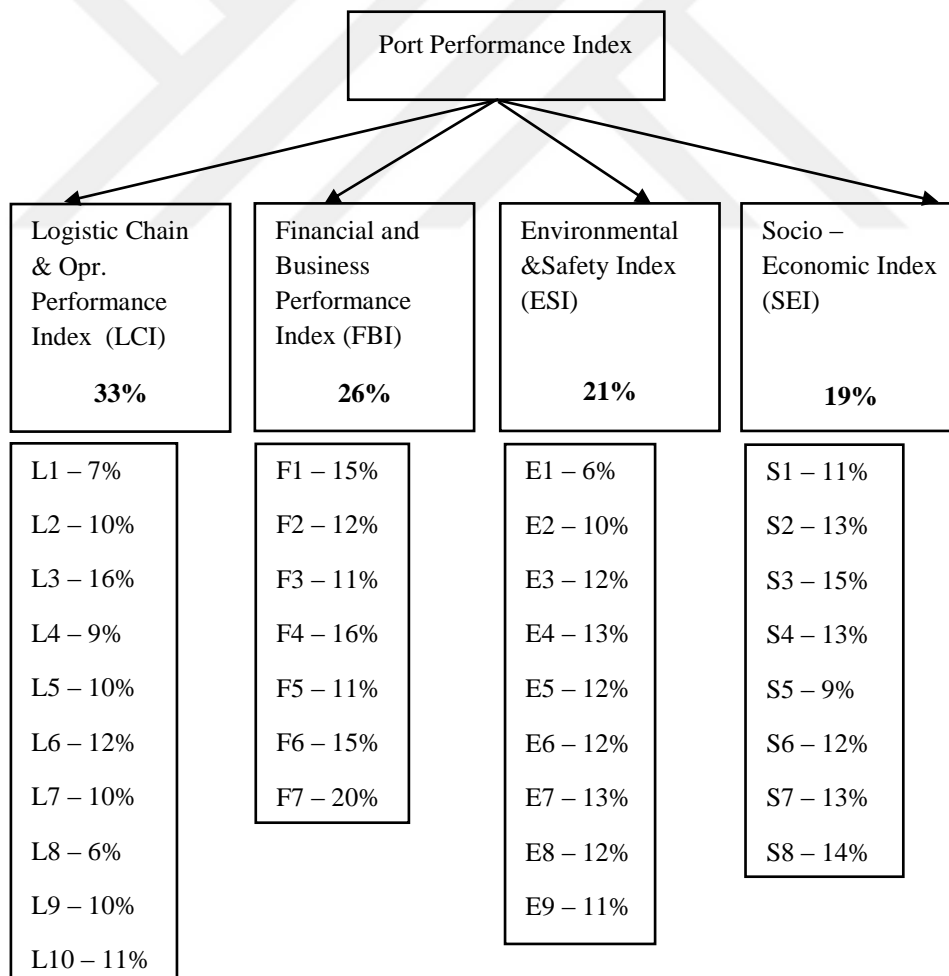 Port Performance Index
Logistic Chain
& Opr.
Performance
Index (LCI)
33%
Financial and
Business
Performance
Index (FBI)
26%
Environmental
&Safety Index
(ESI)
21%
Socio –
Economic Index
(SEI)
19%
L1 – 7%
L2 – 10%
L3 – 16%
L4 – 9%
L5 – 10%
L6 – 12%
L7 – 10%
L8 – 6%
L9 – 10%
L10 – 11%
F1 – 15%
F2 – 12%
F3 – 11%
F4 – 16%
F5 – 11%
F6 – 15%
F7 – 20%
E1 – 6%
E2 – 10%
E3 – 12%
E4 – 13%
E5 – 12%
E6 – 12%
E7 – 13%
E8 – 12%
E9 – 11%
S1 – 11%
S2 – 13%
S3 – 15%
S4 – 13%
S5 – 9%
S6 – 12%
S7 – 13%
S8 – 14%